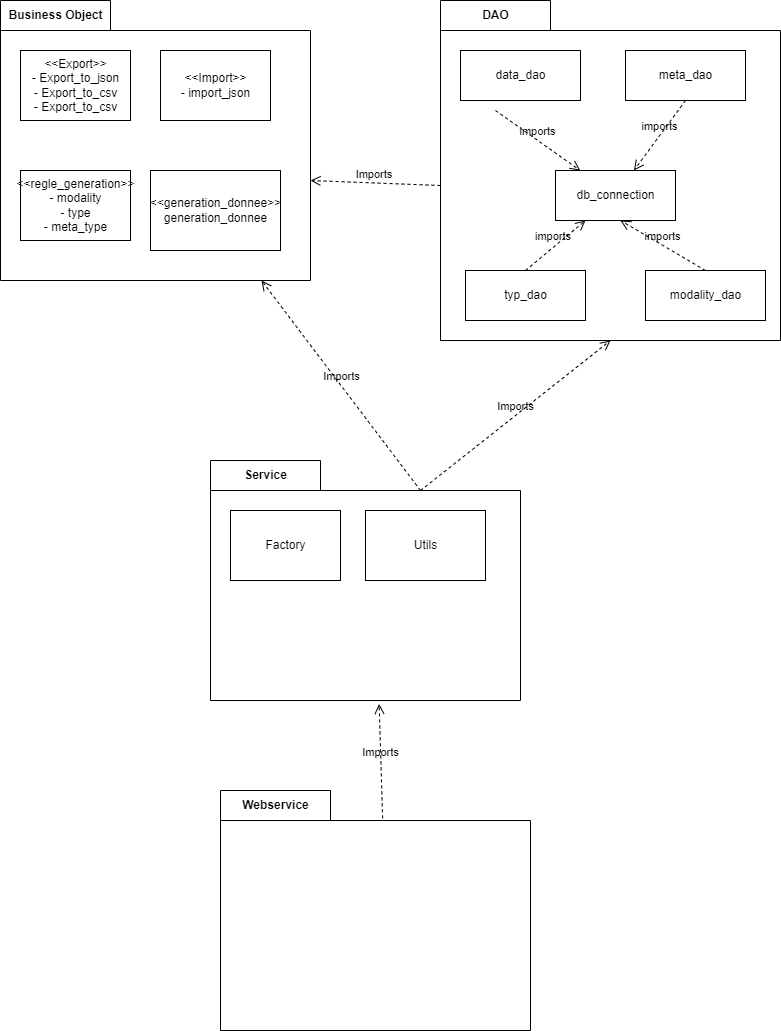 Business Object
<<Export>>
- Export_to_json
- Export_to_csv
- Export_to_csv
<<Import>>
- import_json
<<regle_generation>>
- modality
- type
- meta_type
<<generation_donnee>>
generation_donnee
Imports
DAO
data_dao
meta_dao
imports
imports
db_connection
imports
imports
typ_dao
modality_dao
Imports
Imports
Service
Factory
Utils
Imports
Webservice